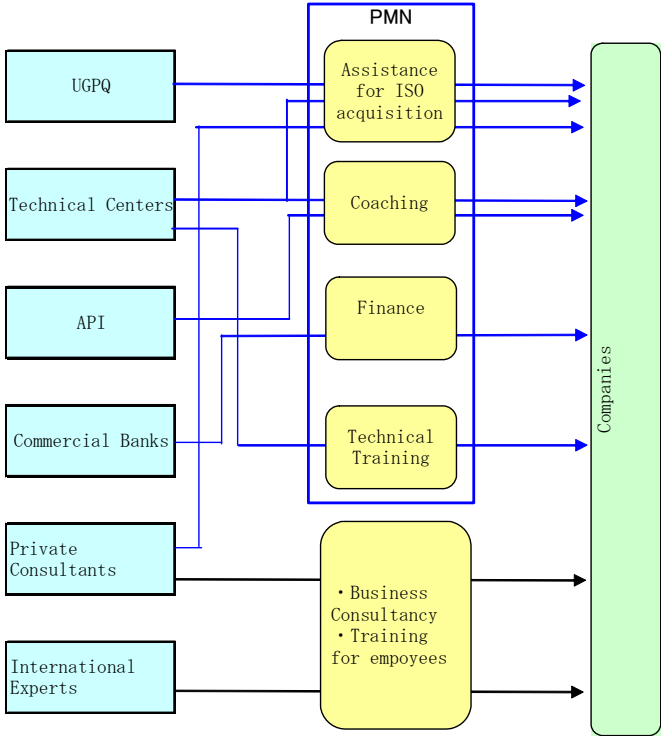 PMN
UGPQ
Technical Centers
API
Commercial Banks
Private
Consultants
International
Experts
Assistance
for ISO
acquisition
Coaching
Finance
Technical
Training
・Business
Consultancy
・Training
for empoyees
Companies